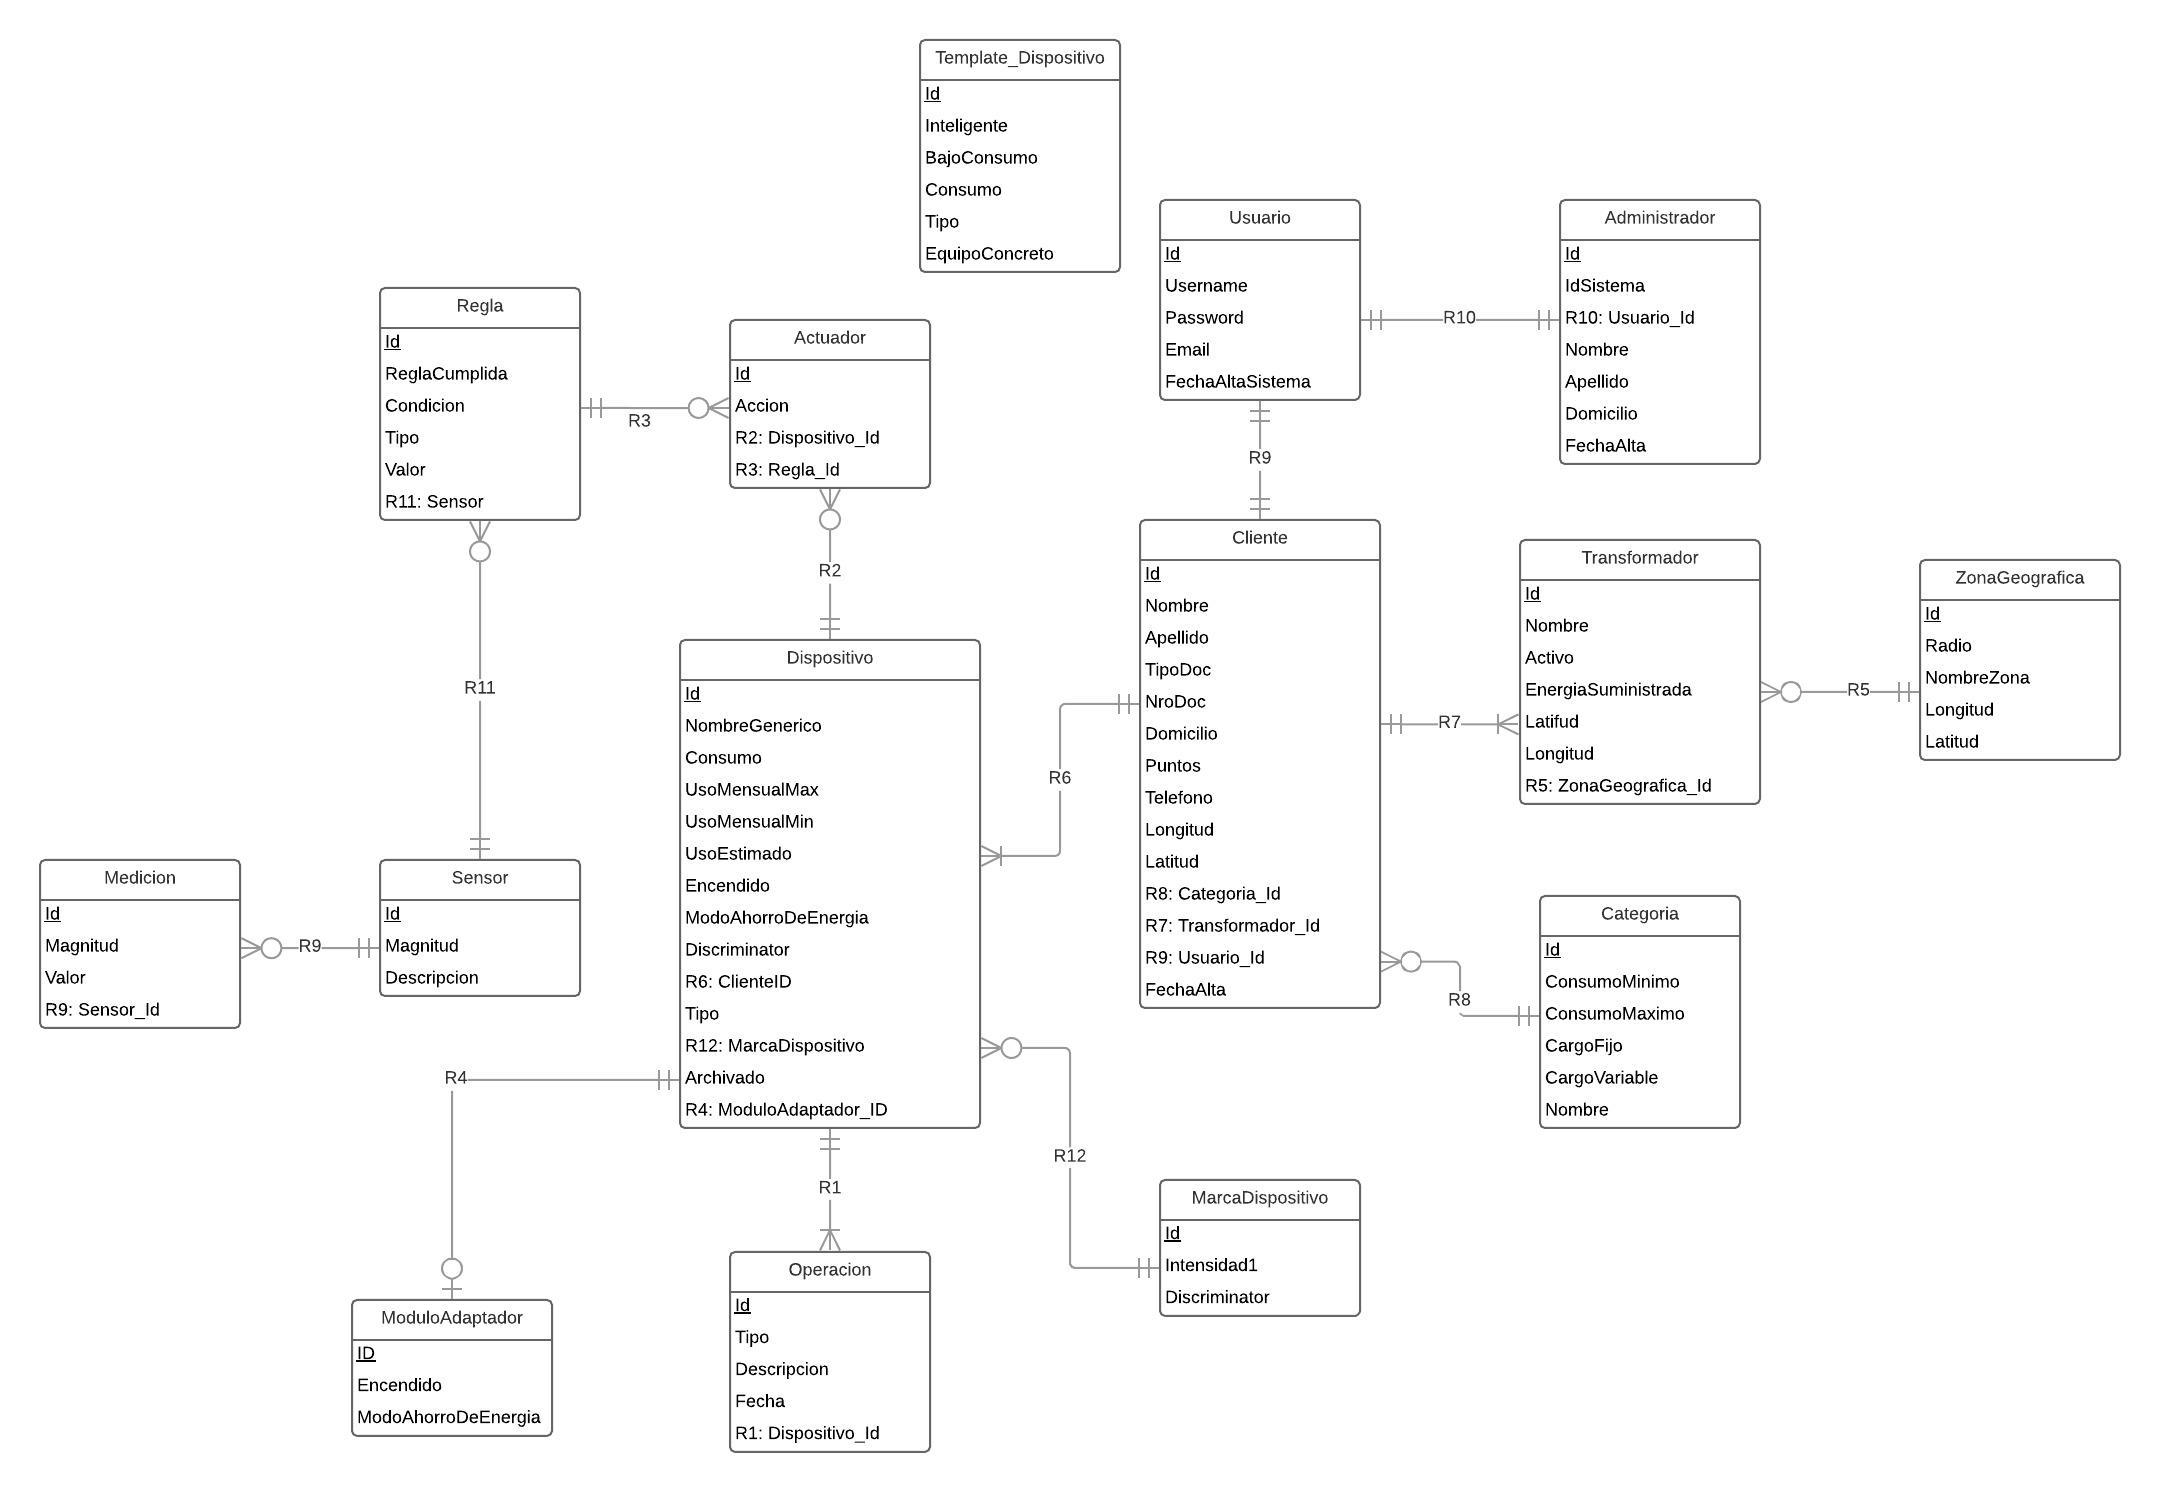 Template_Dispositivo
Id
Inteligente
BajoConsumo
Consumo
Tipo
EquipoConcreto
Usuario
Id
Username
Password
Email
FechaAltaSistema
R10
Administrador
Id
IdSistema
R10: Usuario_Id
Nombre
Apellido
Domicilio
FechaAlta
Regla
Id
ReglaCumplida
Condicion
Tipo
Valor
R11: Sensor
R3
Actuador
Id
Accion
R2: Dispositivo_Id
R3: Regla_Id
R9
R2
R11
Cliente
Id
Nombre
Apellido
TipoDoc
NroDoc
Domicilio
Puntos
Telefono
Longitud
Latitud
R8: Categoria_Id
R7: Transformador_Id
R9: Usuario_Id
FechaAlta
R7
Transformador
Id
Nombre
Activo
EnergiaSuministrada
Latifud
Longitud
R5: ZonaGeografica_Id
R5
ZonaGeografica
Id
Radio
NombreZona
Longitud
Latitud
Dispositivo
Id
NombreGenerico
Consumo
UsoMensualMax
UsoMensualMin
UsoEstimado
Encendido
ModoAhorroDeEnergia
Discriminator
R6: ClienteID
Tipo
R12: MarcaDispositivo
Archivado
R4: ModuloAdaptador_ID
R6
Medicion
Id
Magnitud
Valor
R9: Sensor_Id
R9
Sensor
Id
Magnitud
Descripcion
R8
Categoria
Id
ConsumoMinimo
ConsumoMaximo
CargoFijo
CargoVariable
Nombre
R4
R12
R1
MarcaDispositivo
Id
Intensidad1
Discriminator
Operacion
Id
Tipo
Descripcion
Fecha
R1: Dispositivo_Id
ModuloAdaptador
ID
Encendido
ModoAhorroDeEnergia